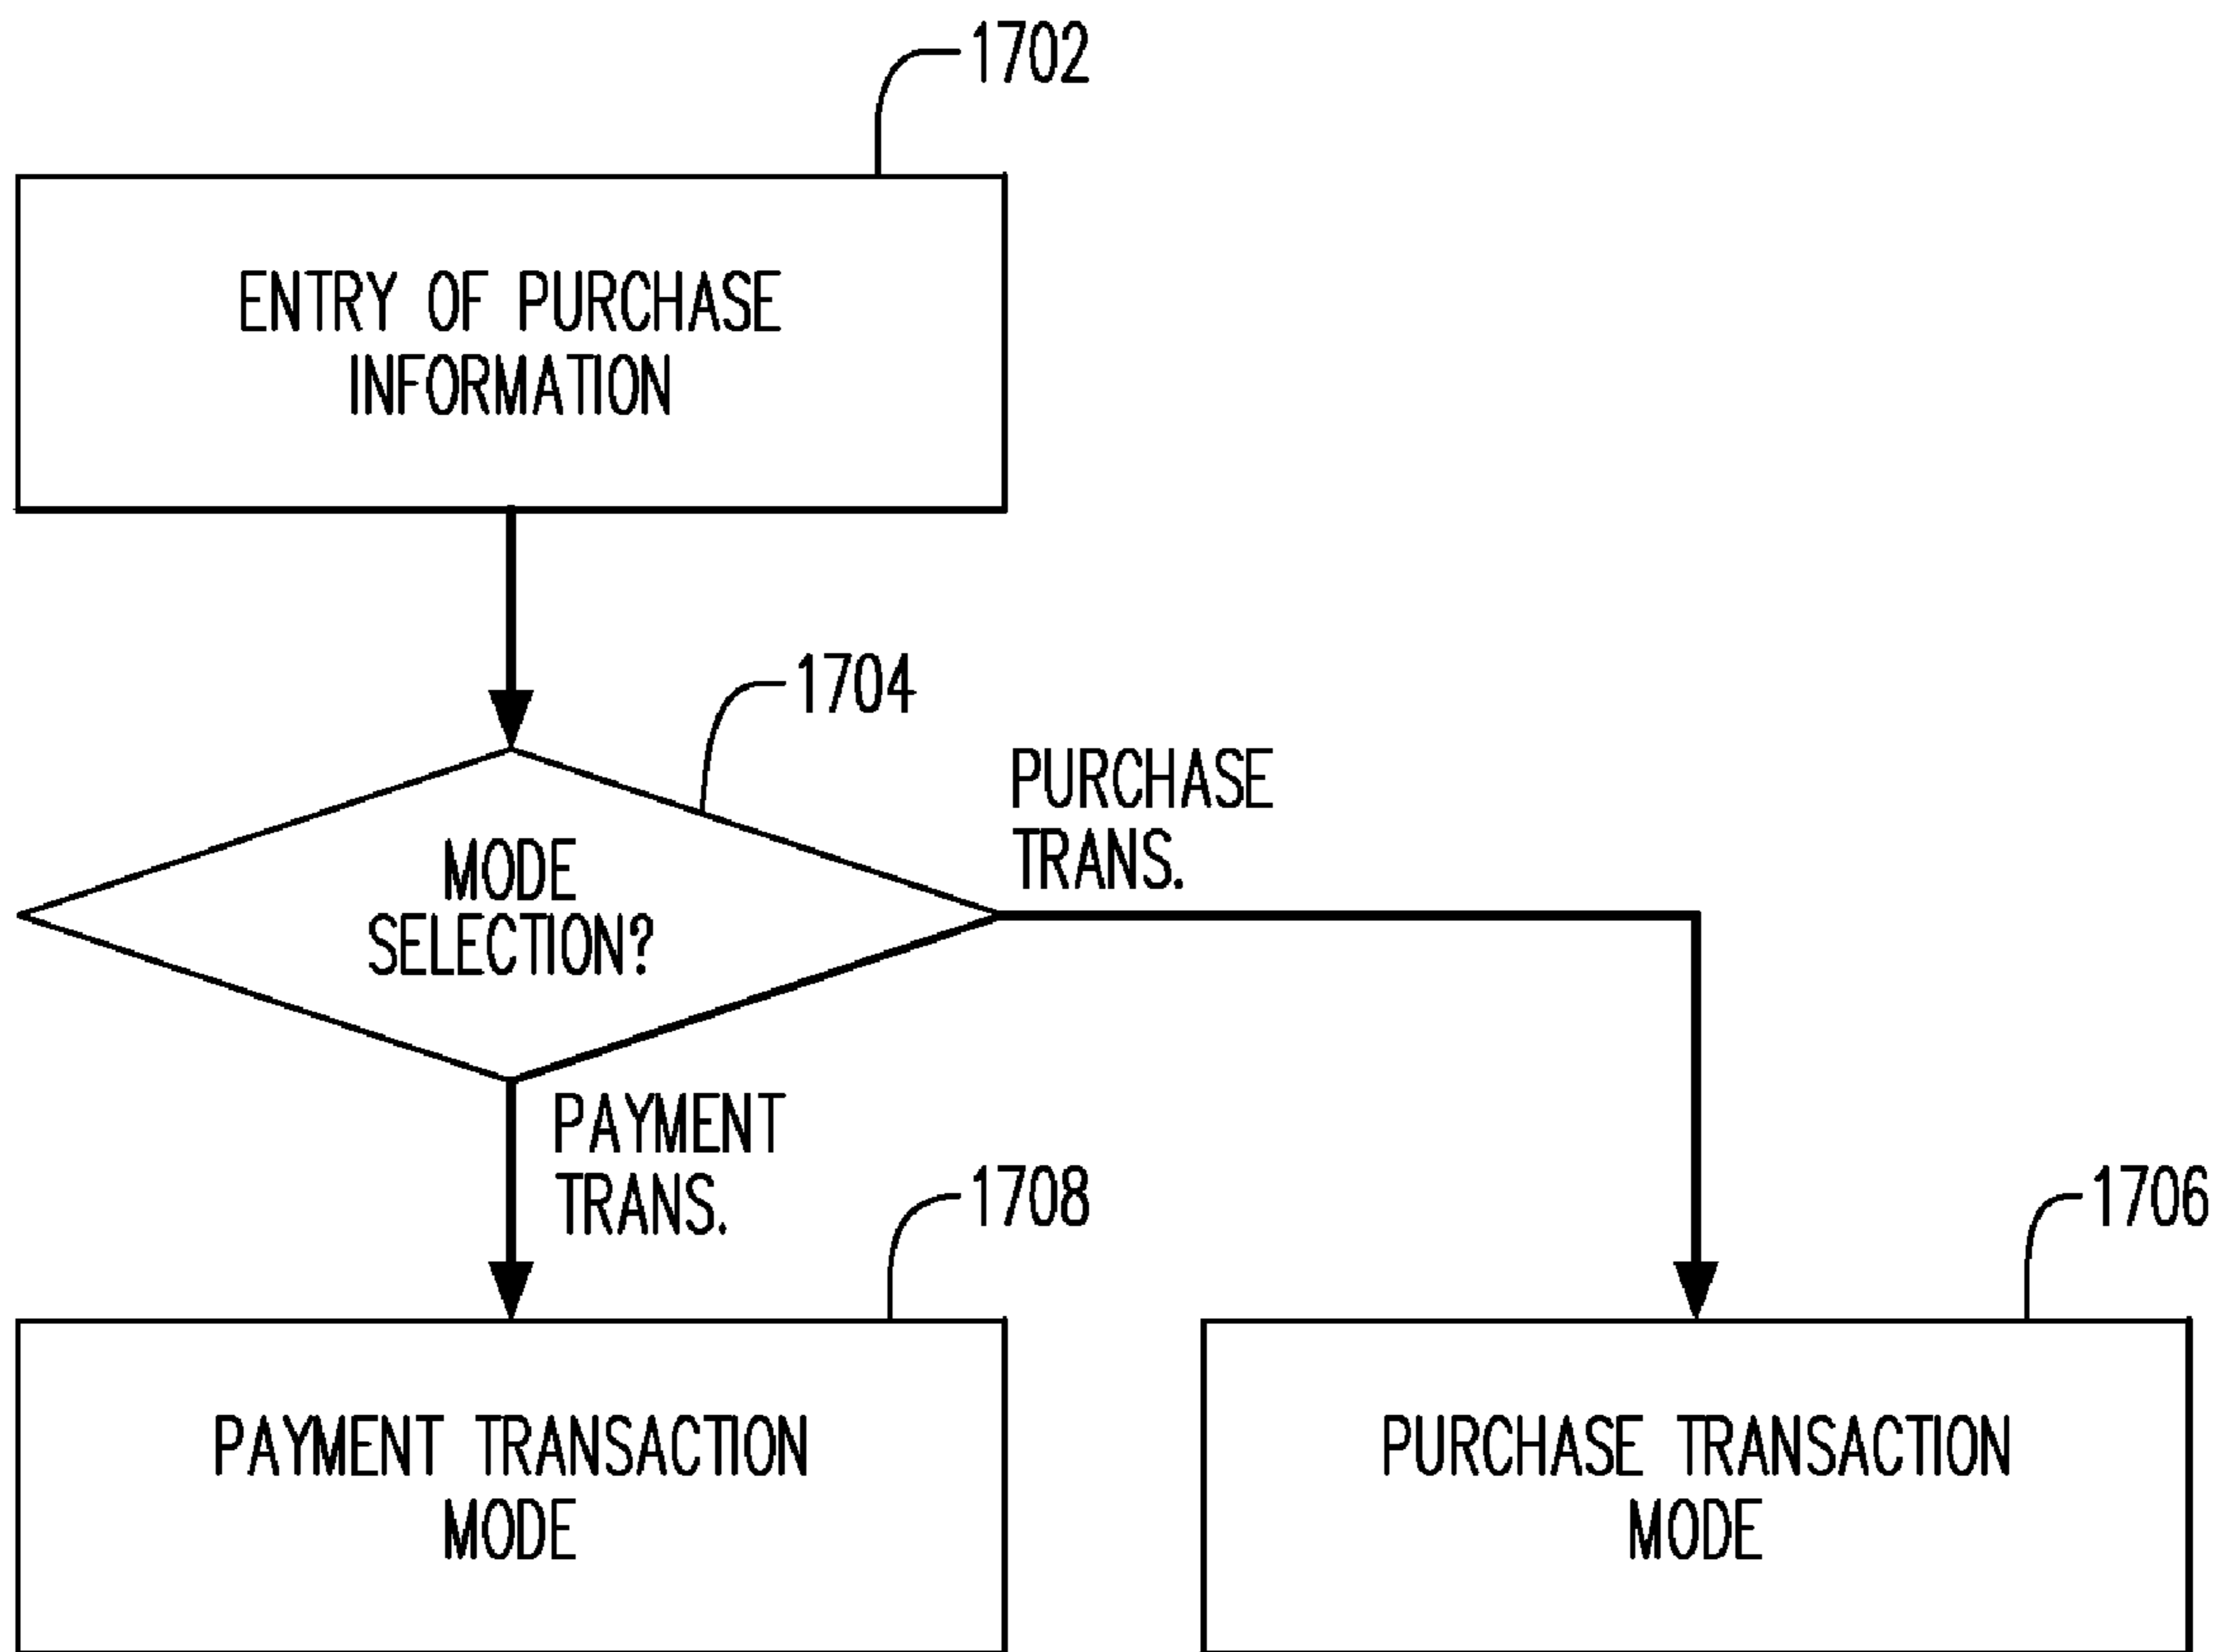 1702
ENTRY OF PURCHASE
INFORMATION
1704
MODE
SELECTION?
PURCHASE
TRANS.
PAYMENT
TRANS.
1708
PAYMENT TRANSACTION
MODE
1706
PURCHASE TRANSACTION
MODE